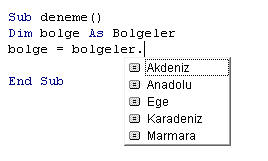 Sub deneme()
Dim bolge As Bolgeler
bolge = bolgeler.
Akdeniz
Anadolu
Ege
Karadeniz
Marmara
End Sub